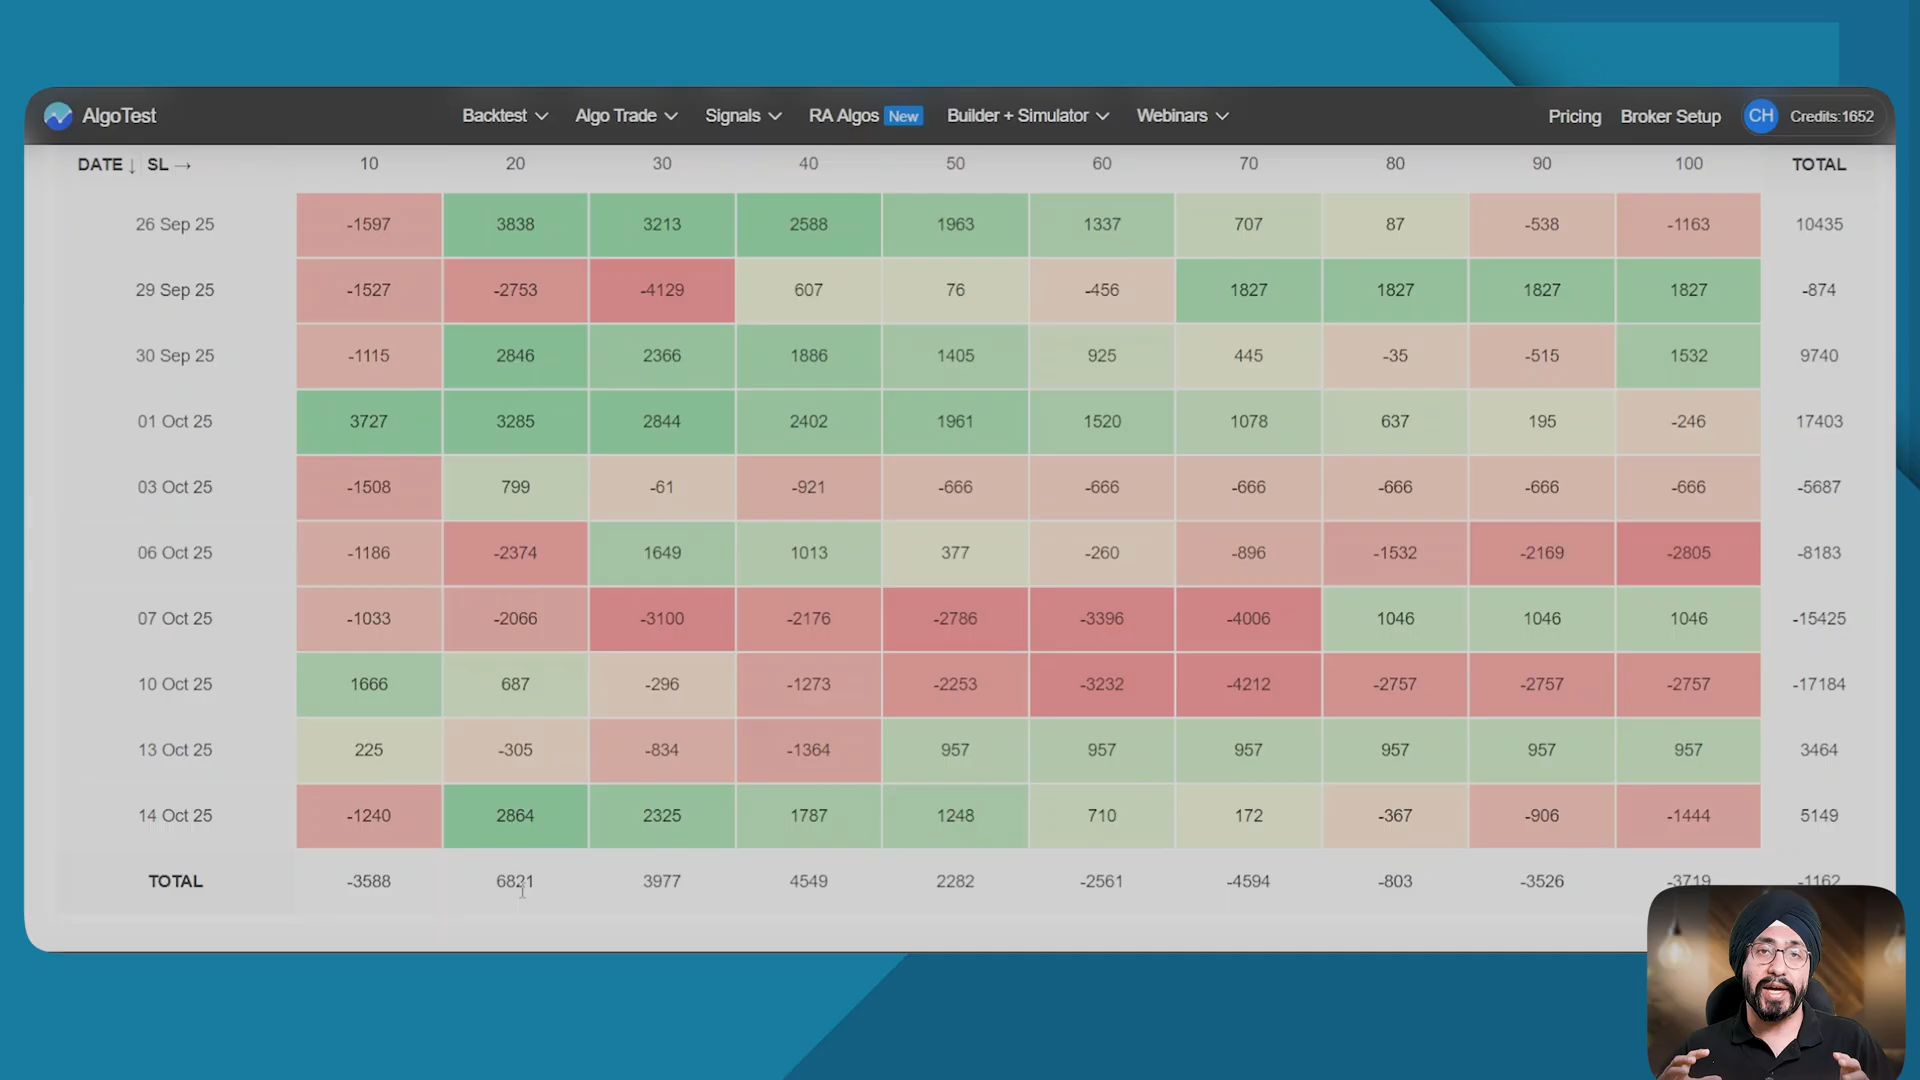 AlgoTest Backtest Algo Trade Signals RA Algos New Builder + Simulator Webinars Pricing Broker Setup CH Credits:1652
DATE ↓ SL → 10 20 30 40 50 60 70 80 90 100 TOTAL
26 Sep 25 -1597 3838 3213 2588 1963 1337 707 87 -538 -1163 10435
29 Sep 25 -1527 -2753 -4129 607 76 -456 1827 1827 1827 1827 -874
30 Sep 25 -1115 2846 2366 1886 1405 925 445 -35 -515 1532 9740
01 Oct 25 3727 3285 2844 2402 1961 1520 1078 637 195 -246 17403
03 Oct 25 -1508 799 -61 -921 -666 -666 -666 -666 -666 -666 -5687
06 Oct 25 -1186 -2374 1649 1013 377 -260 -896 -1532 -2169 -2805 -8183
07 Oct 25 -1033 -2066 -3100 -2176 -2786 -3396 -4006 1046 1046 1046 -15425
10 Oct 25 1666 687 -296 -1273 -2253 -3232 -4212 -2757 -2757 -2757 -17184
13 Oct 25 225 -305 -834 -1364 957 957 957 957 957 957 3464
14 Oct 25 -1240 2864 2325 1787 1248 710 172 -367 -906 -1444 5149
TOTAL -3588 6821 3977 4549 2282 -2561 -4594 -803 -3526 -3719 -1162